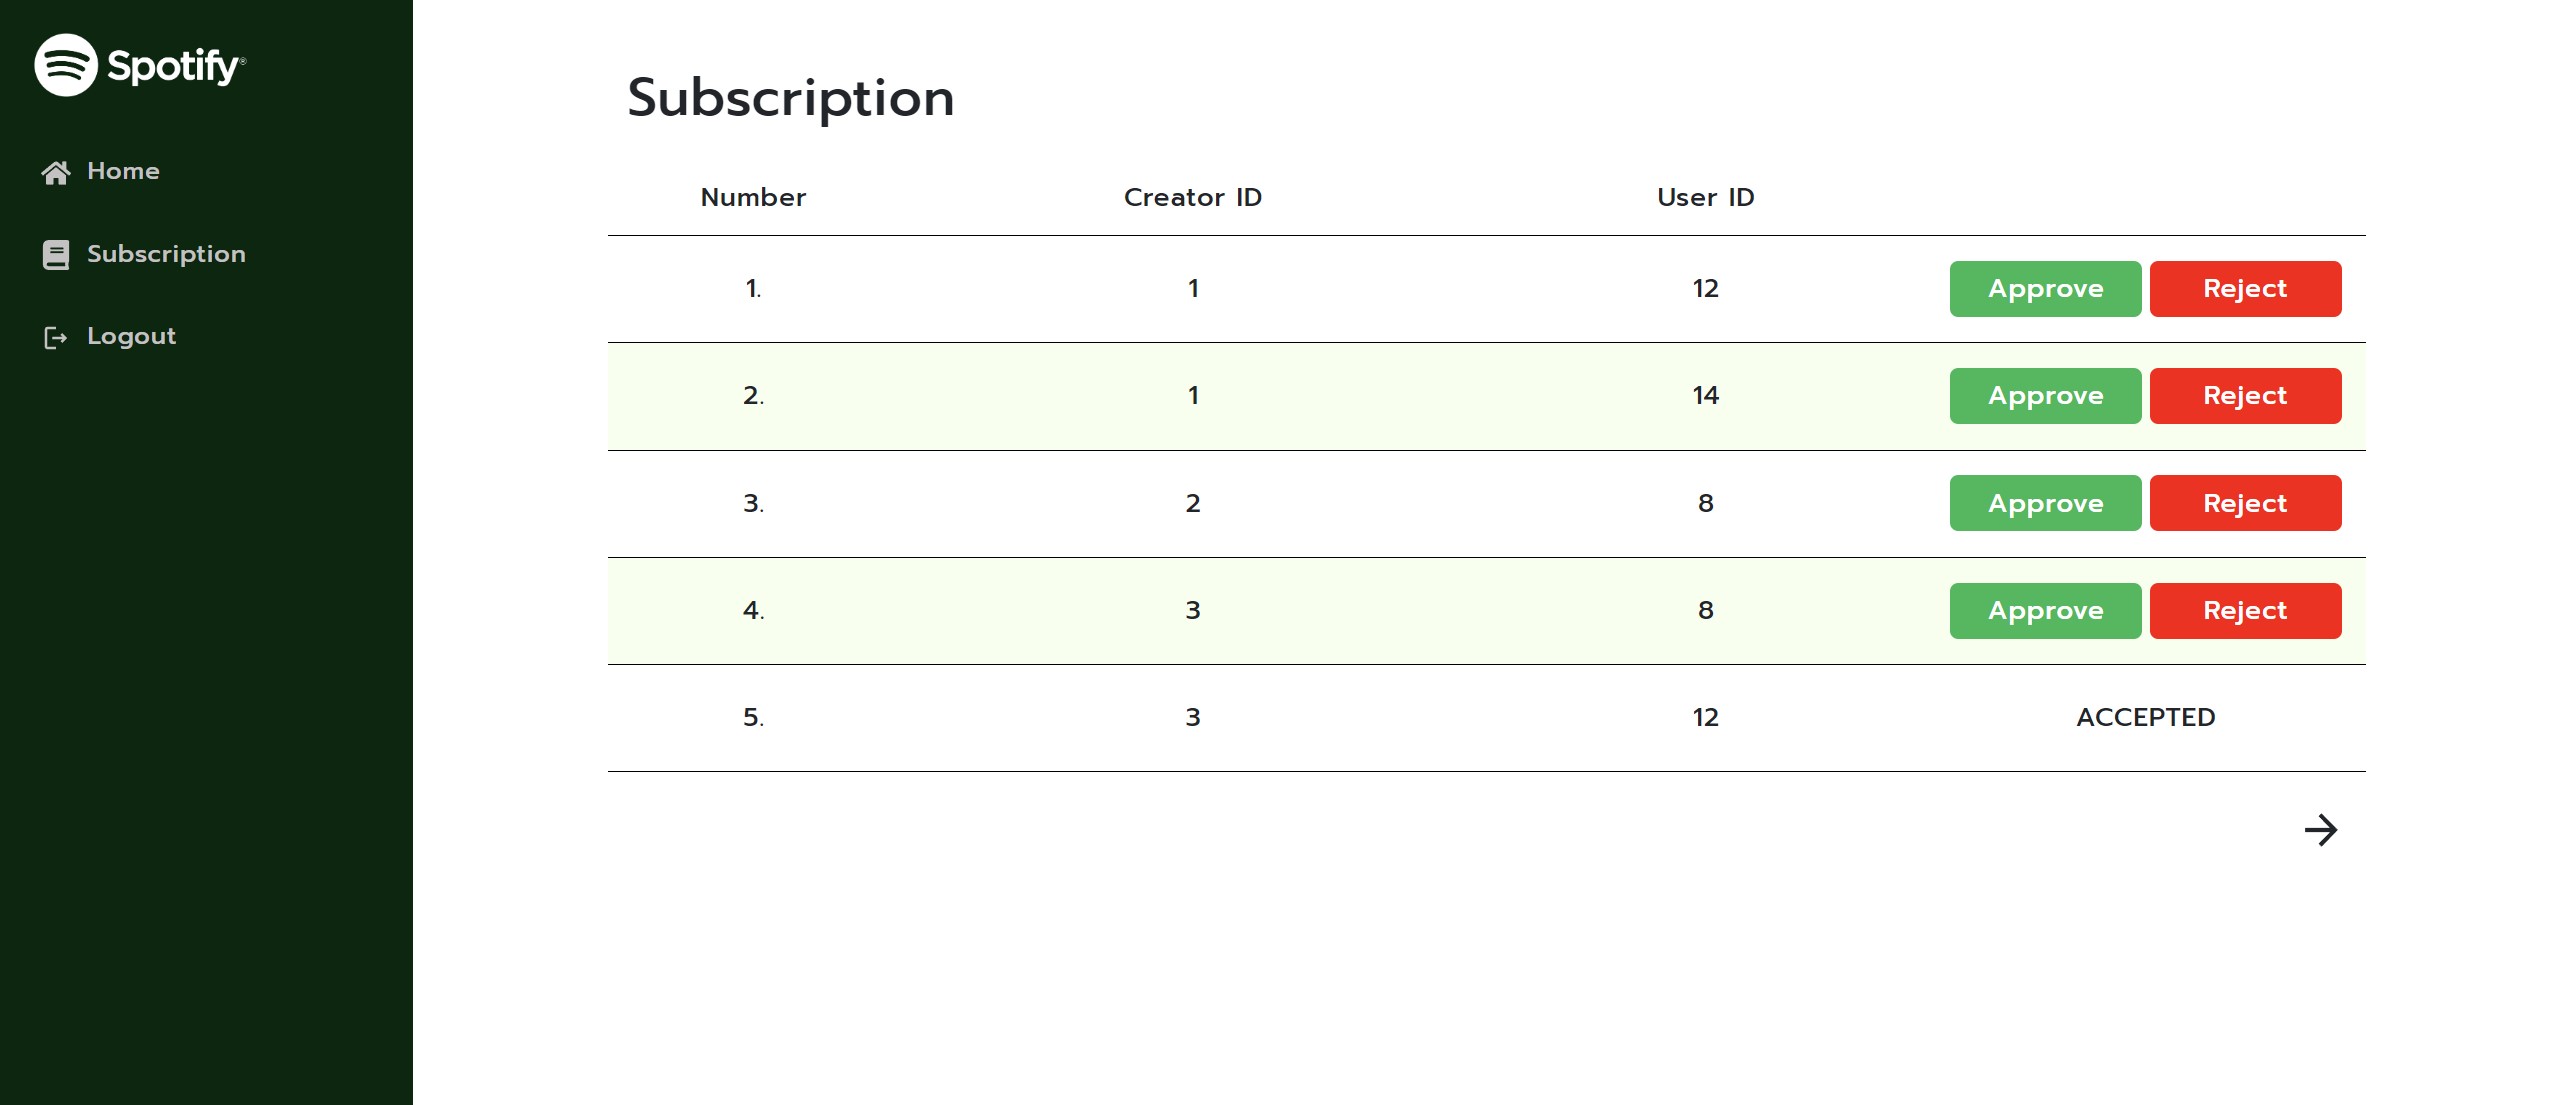 Spotify®
Home
Subscription
Logout
Subscription
Number Creator ID User ID
1. 1 12 Approve Reject
2. 1 14 Approve Reject
3. 2 8 Approve Reject
4. 3 8 Approve Reject
5. 3 12 ACCEPTED